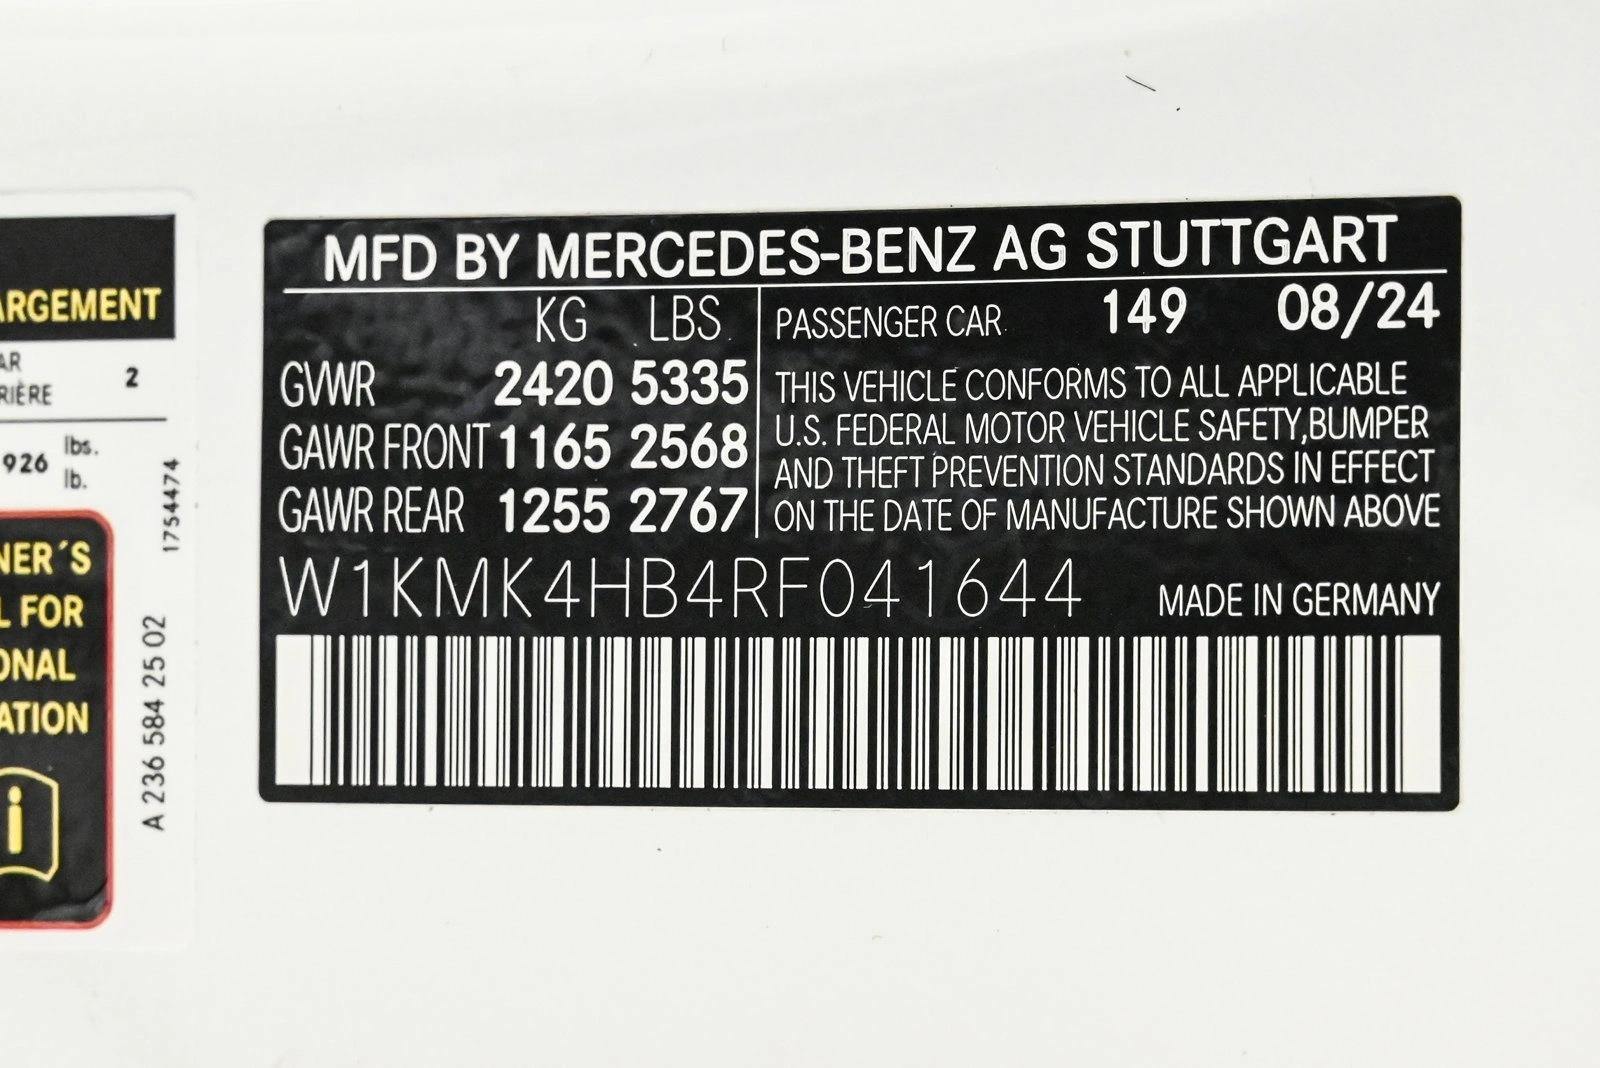 ARGEMENT
AR
RIÈRE 2
926 lbs.
lb.
1754474
NER´S
L FOR
ONAL
ATION
i
A 236 584 25 02
MFD BY MERCEDES-BENZ AG STUTTGART
KG LBS
GVWR 2420 5335
GAWR FRONT 1165 2568
GAWR REAR 1255 2767
PASSENGER CAR 149 08/24
THIS VEHICLE CONFORMS TO ALL APPLICABLE
U.S. FEDERAL MOTOR VEHICLE SAFETY,BUMPER
AND THEFT PREVENTION STANDARDS IN EFFECT
ON THE DATE OF MANUFACTURE SHOWN ABOVE
W1KMK4HB4RF041644 MADE IN GERMANY